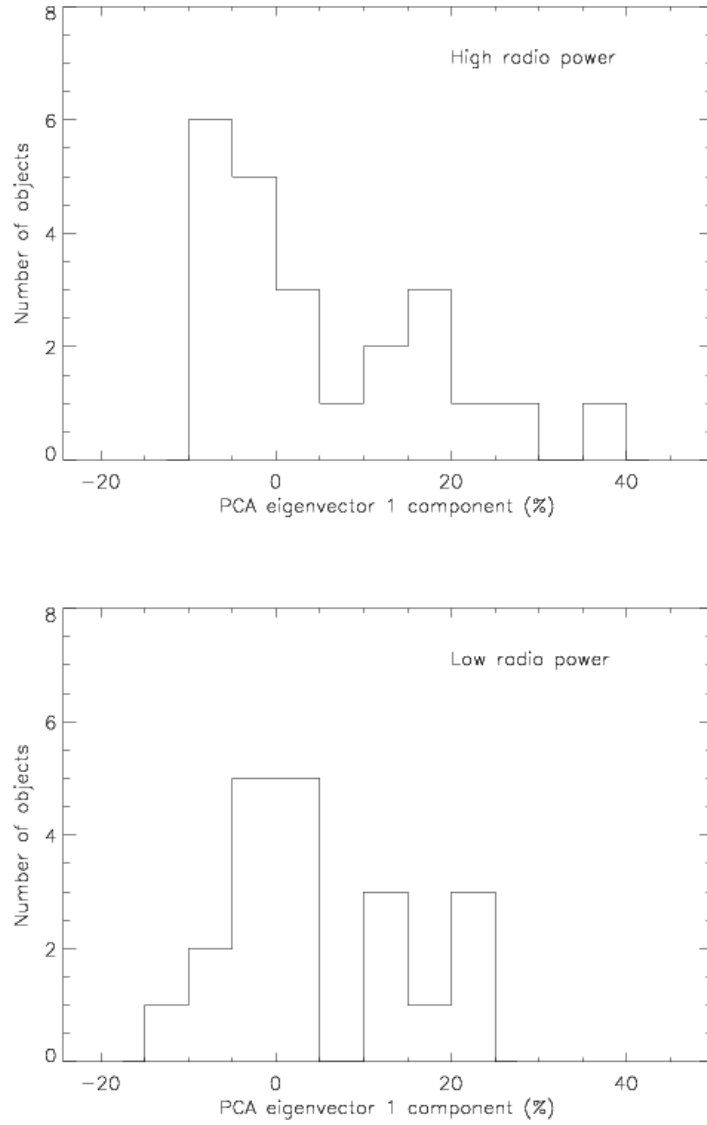 8
High radio power
6
Number of objects
4
2
0
−20 0 20 40
PCA eigenvector 1 component (%)
8
Low radio power
6
Number of objects
4
2
0
−20 0 20 40
PCA eigenvector 1 component (%)